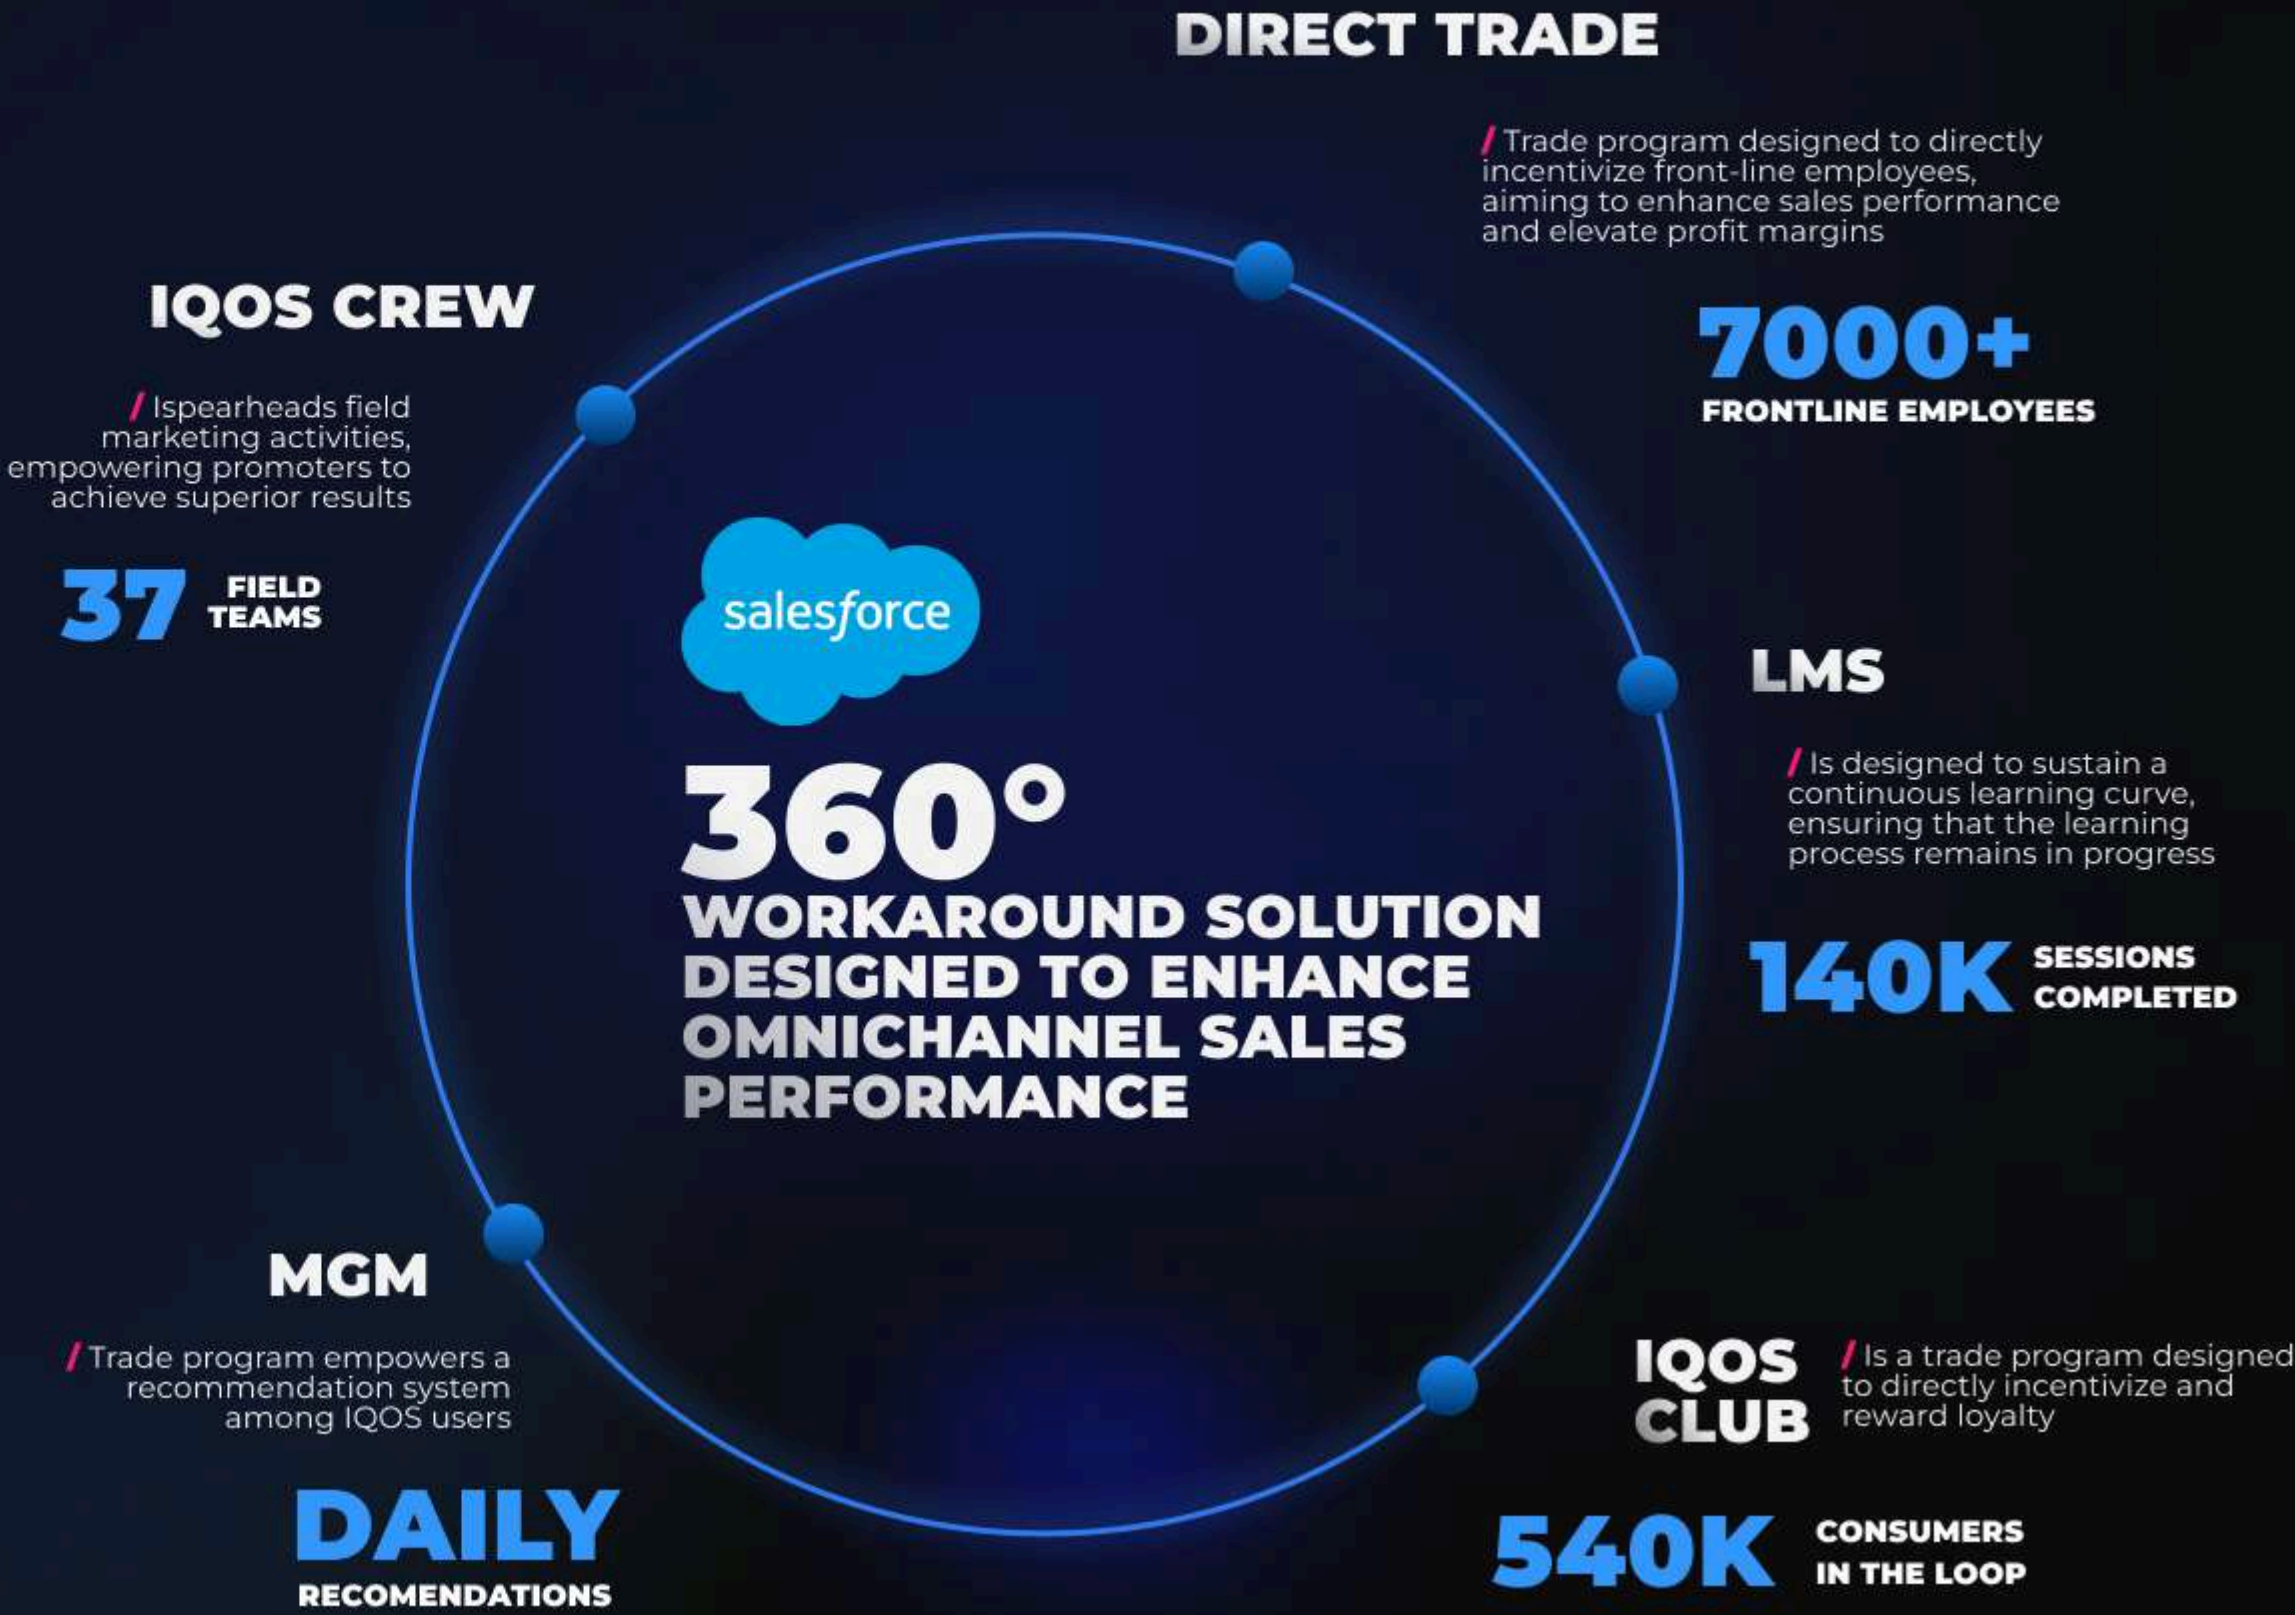 DIRECT TRADE
/ Trade program designed to directly
incentivize front-line employees,
aiming to enhance sales performance
and elevate profit margins
7000+
FRONTLINE EMPLOYEES
IQOS CREW
/ Ispearheads field
marketing activities,
empowering promoters to
achieve superior results
37 FIELD
TEAMS
salesforce
360°
WORKAROUND SOLUTION
DESIGNED TO ENHANCE
OMNICHANNEL SALES
PERFORMANCE
LMS
/ Is designed to sustain a
continuous learning curve,
ensuring that the learning
process remains in progress
140K SESSIONS
COMPLETED
MGM
/ Trade program empowers a
recommendation system
among IQOS users
DAILY
RECOMENDATIONS
IQOS
CLUB
/ Is a trade program designed
to directly incentivize and
reward loyalty
540K CONSUMERS
IN THE LOOP